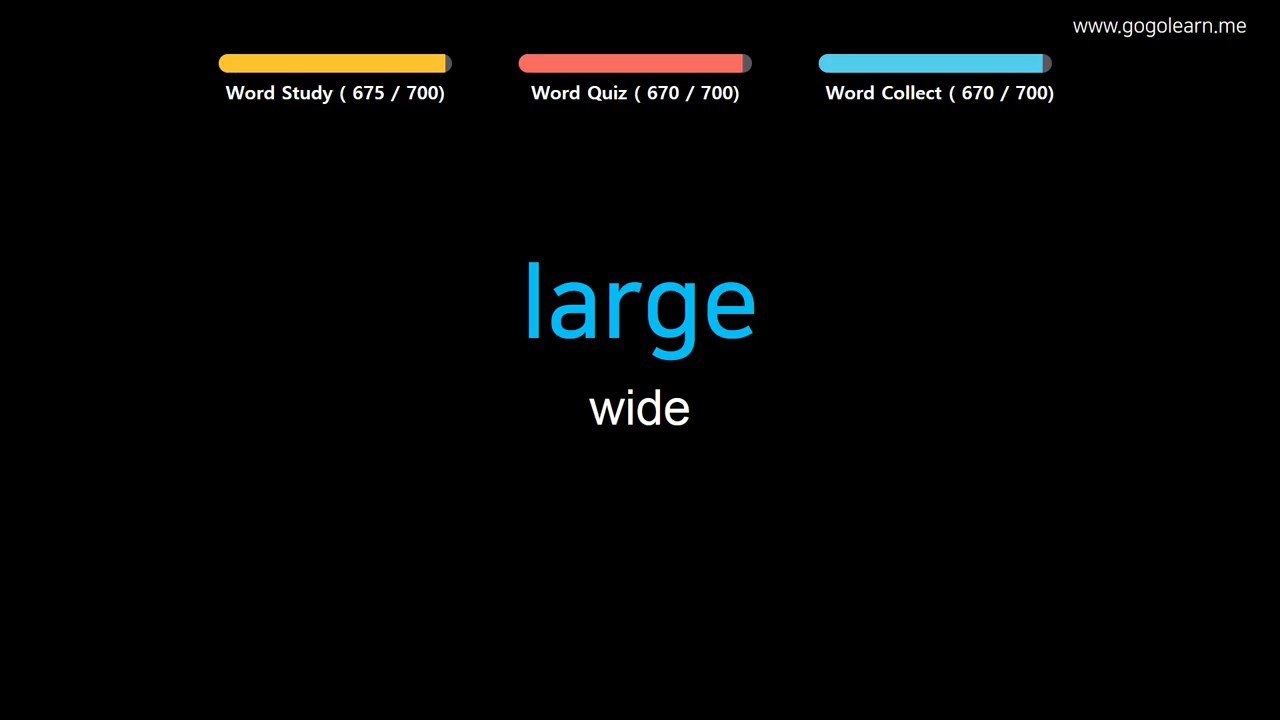 www.gogolearn.me
Word Study ( 675 / 700)
Word Quiz ( 670 / 700)
Word Collect ( 670 / 700)
large
wide